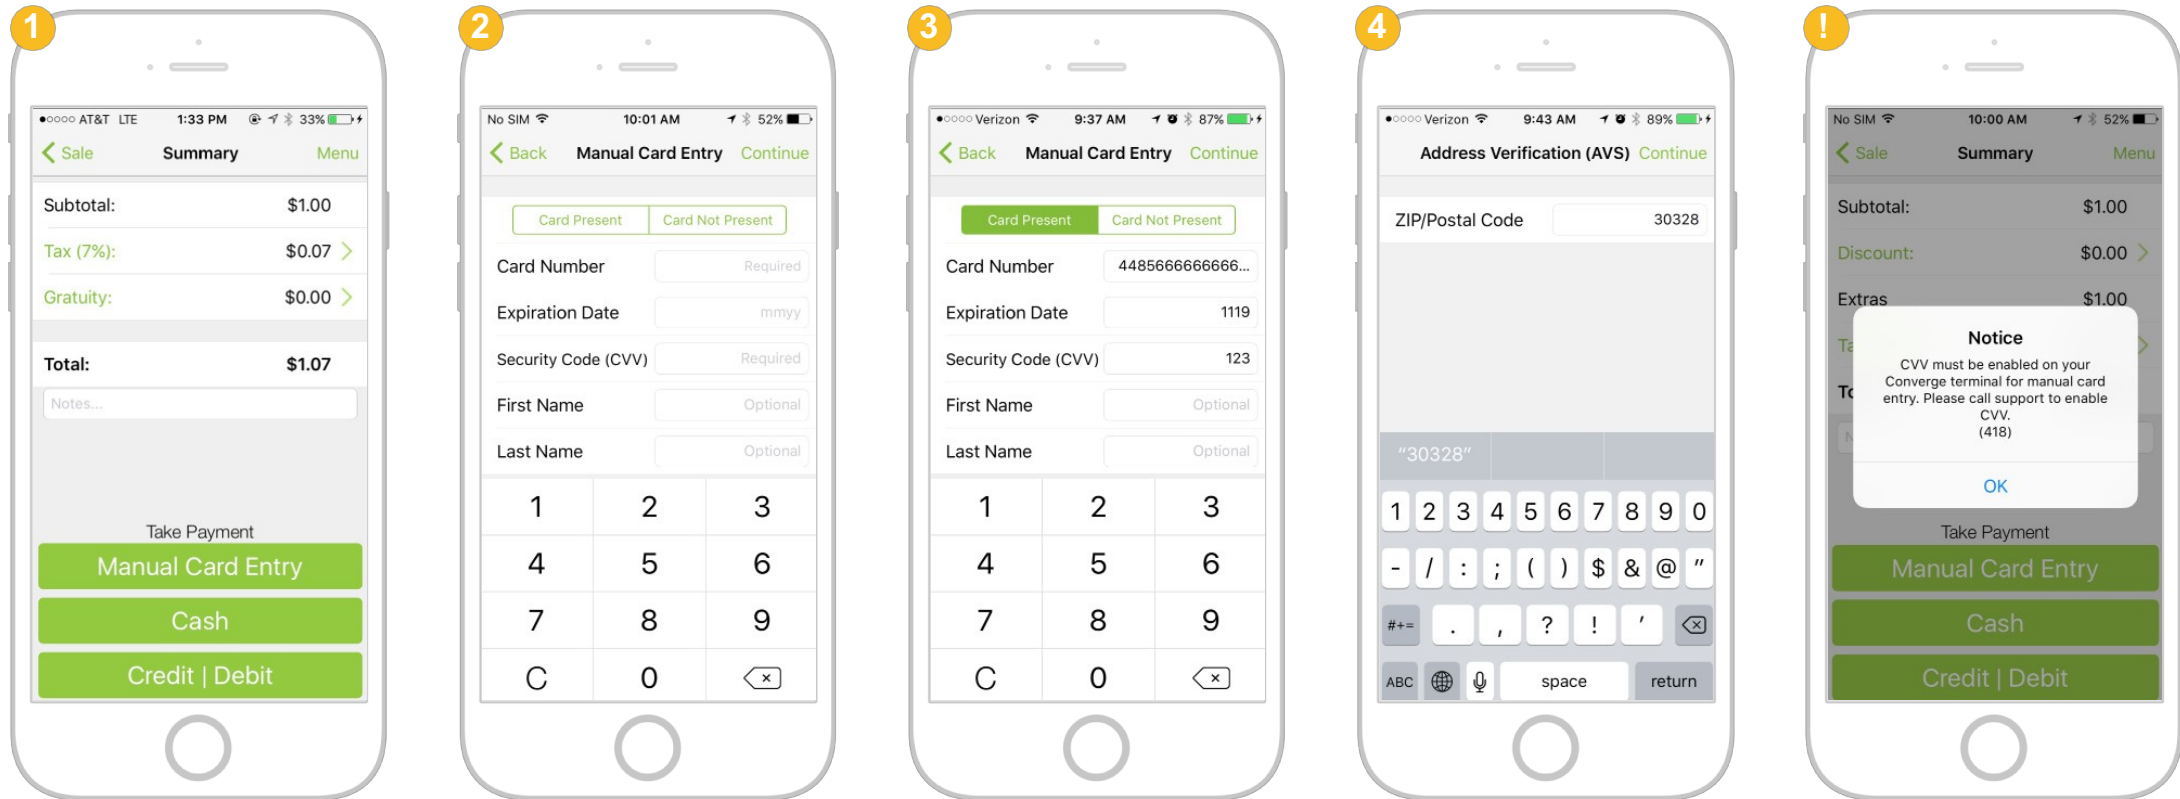 1
AT&T LTE 1:33 PM 33%
Sale Summary Menu
Subtotal: $1.00
Tax (7%): $0.07
Gratuity: $0.00
Total: $1.07
Notes...
Take Payment
Manual Card Entry
Cash
Credit | Debit
2
No SIM 10:01 AM 52%
Back Manual Card Entry Continue
Card Present Card Not Present
Card Number Required
Expiration Date mmyy
Security Code (CVV) Required
First Name Optional
Last Name Optional
1 2 3
4 5 6
7 8 9
C 0
3
Verizon 9:37 AM 87%
Back Manual Card Entry Continue
Card Present Card Not Present
Card Number 4485666666666...
Expiration Date 1119
Security Code (CVV) 123
First Name Optional
Last Name Optional
1 2 3
4 5 6
7 8 9
C 0
4
Verizon 9:43 AM 89%
Address Verification (AVS) Continue
ZIP/Postal Code 30328
"30328"
1 2 3 4 5 6 7 8 9 0
- / : ; ( ) $ & @ "
#+= . , ? ! '
ABC space return
!
No SIM 10:00 AM 52%
Sale Summary Menu
Subtotal: $1.00
Discount: $0.00
Extras $1.00
Notice
CVV must be enabled on your
Converge terminal for manual card
entry. Please call support to enable
CVV.
(418)
OK
Take Payment
Manual Card Entry
Cash
Credit | Debit